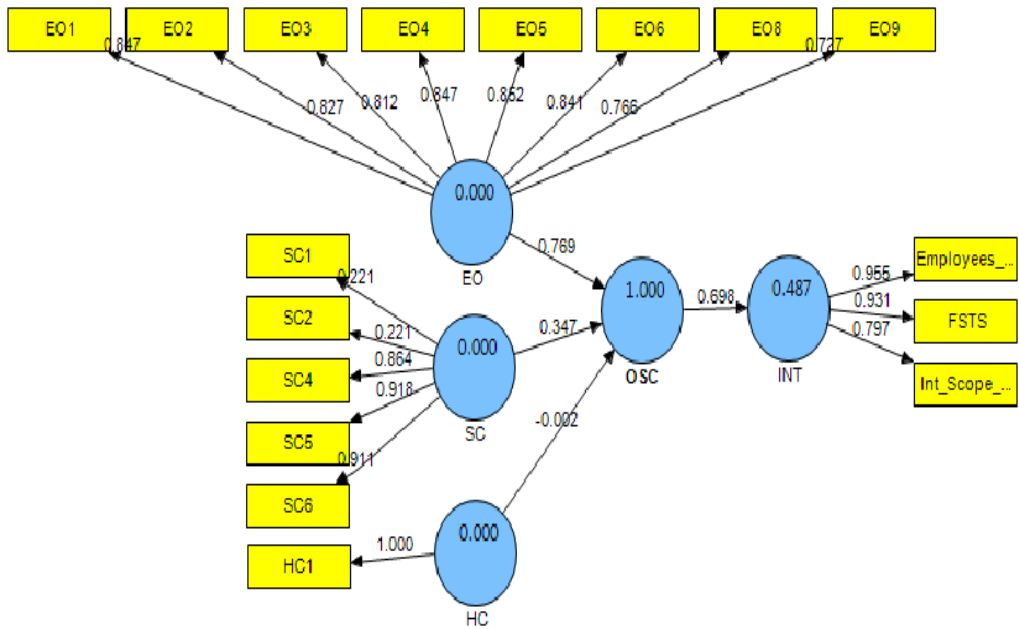 EO1 EO2 EO3 EO4 EO5 EO6 EO8 EO9
0.847 0.827 0.812 0.847 0.852 0.841 0.766 0.727
0.000
EO
0.769
SC1
0.221
SC2
0.221
SC4
0.864
0.918
SC5
0.911
SC6
0.000
SC
0.347
HC1
1.000
0.000
HC
-0.002
1.000
OSC
0.698
0.487
INT
0.955
Employees_...
0.931
FSTS
0.797
Int_Scope_...